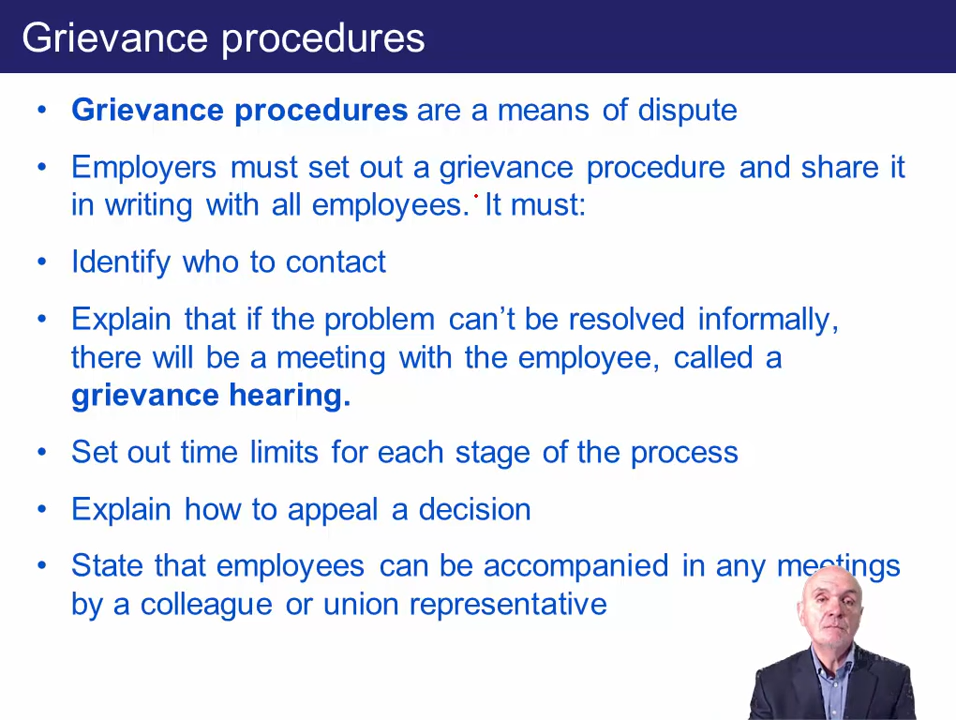 Grievance procedures
• Grievance procedures are a means of dispute
• Employers must set out a grievance procedure and share it
in writing with all employees. It must:
• Identify who to contact
• Explain that if the problem can’t be resolved informally,
there will be a meeting with the employee, called a
grievance hearing.
• Set out time limits for each stage of the process
• Explain how to appeal a decision
• State that employees can be accompanied in any meetings
by a colleague or union representative